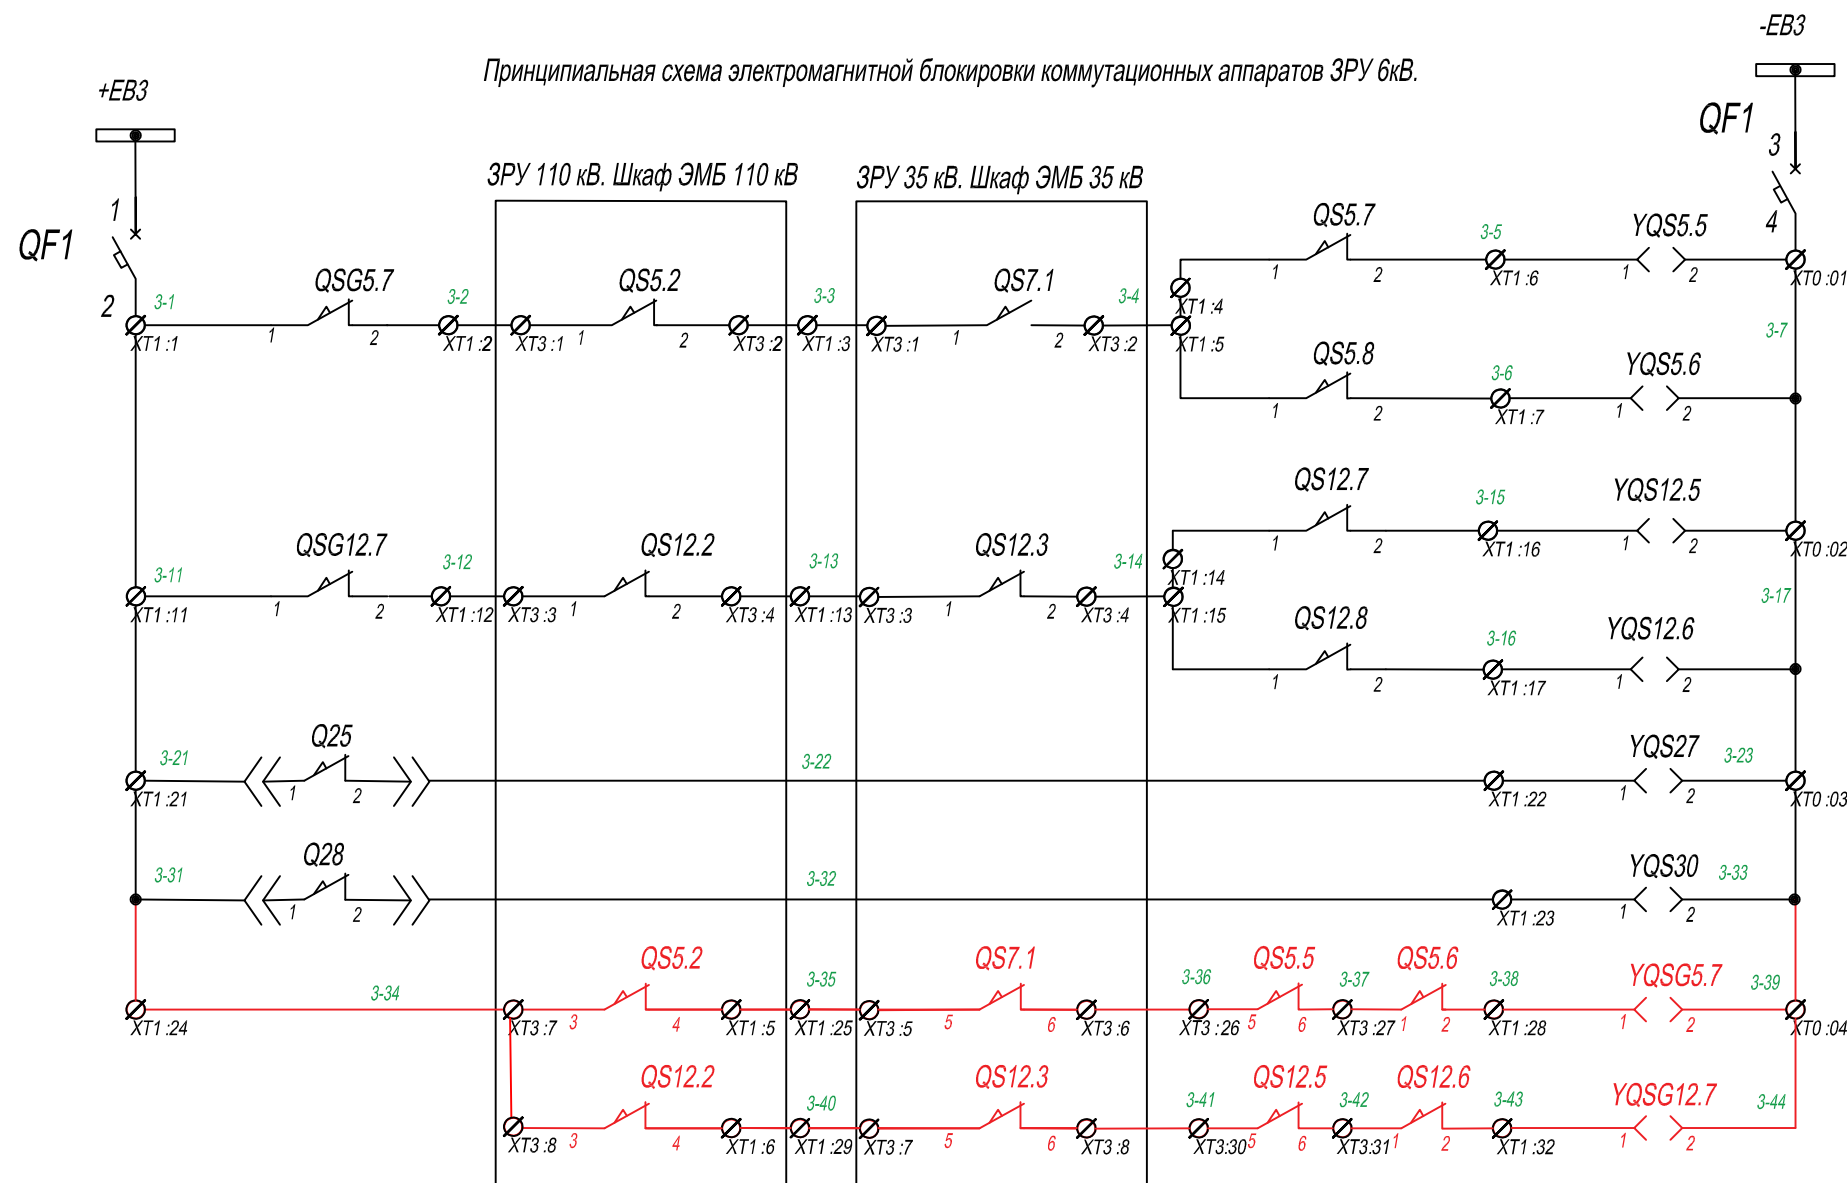 -EB3
Принципиальная схема электромагнитной блокировки коммутационных аппаратов ЗРУ 6кВ.
+EB3
QF1
3
4
ЗРУ 110 кВ. Шкаф ЭМБ 110 кВ
ЗРУ 35 кВ. Шкаф ЭМБ 35 кВ
1
QF1
2
QS5.7
3-5
YQS5.5
1 2 XT1 :6 1 2 XT0 :01
3-1 QSG5.7 3-2 QS5.2 3-3 QS7.1 3-4
XT1 :4
XT1 :1 1 2 XT1 :2 XT3 :1 1 2 XT3 :2 XT1 :3 XT3 :1 1 2 XT3 :2 XT1 :5
3-7
QS5.8 3-6 YQS5.6
1 2 XT1 :7 1 2
QS12.7 3-15 YQS12.5
1 2 XT1 :16 1 2 XT0 :02
3-11 QSG12.7 3-12 QS12.2 3-13 QS12.3 3-14
XT1 :14
XT1 :11 1 2 XT1 :12 XT3 :3 1 2 XT3 :4 XT1 :13 XT3 :3 1 2 XT3 :4 XT1 :15
3-17
QS12.8 3-16 YQS12.6
1 2 XT1 :17 1 2
3-21 Q25 3-22 YQS27 3-23
XT1 :21 1 2 XT1 :22 1 2 XT0 :03
3-31 Q28 3-32 YQS30 3-33
1 2 XT1 :23 1 2
3-34 QS5.2 3-35 QS7.1 3-36 QS5.5 3-37 QS5.6 3-38 YQSG5.7 3-39
XT1 :24 XT3 :7 3 4 XT1 :5 XT1 :25 XT3 :5 5 6 XT3 :6 XT3 :26 5 6 XT3 :27 1 2 XT1 :28 1 2 XT0 :04
QS12.2 3-40 QS12.3 3-41 QS12.5 3-42 QS12.6 3-43 YQSG12.7 3-44
XT3 :8 3 4 XT1 :6 XT1 :29 XT3 :7 5 6 XT3 :8 XT3:30 5 6 XT3:31 1 2 XT1 :32 1 2